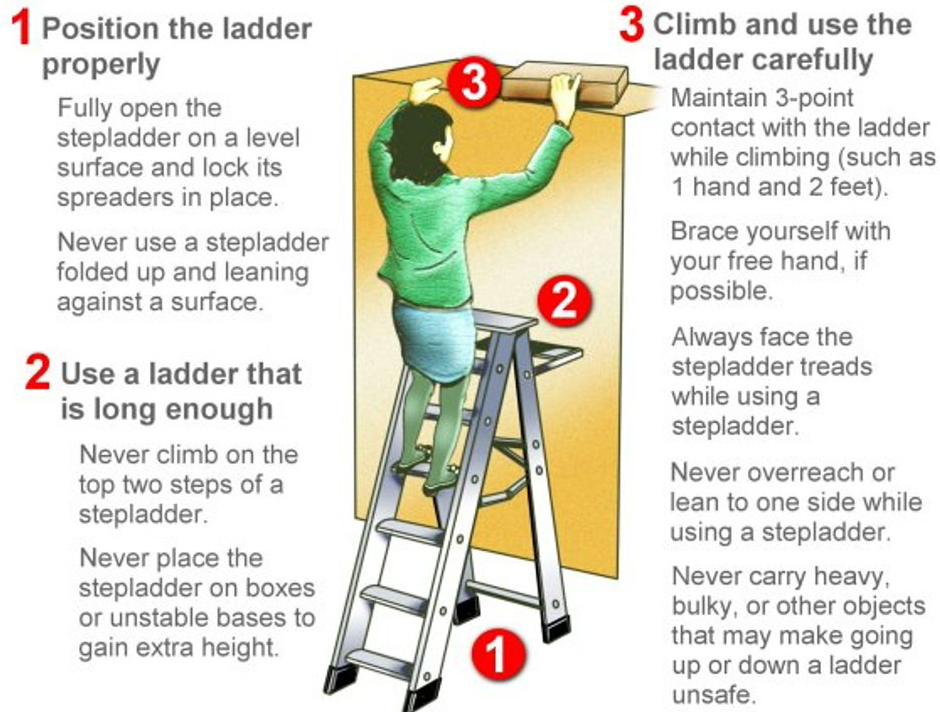 1 Position the ladder
properly
Fully open the
stepladder on a level
surface and lock its
spreaders in place.
Never use a stepladder
folded up and leaning
against a surface.
2 Use a ladder that
is long enough
Never climb on the
top two steps of a
stepladder.
Never place the
stepladder on boxes
or unstable bases to
gain extra height.
3
2
1
3 Climb and use the
ladder carefully
Maintain 3-point
contact with the ladder
while climbing (such as
1 hand and 2 feet).
Brace yourself with
your free hand, if
possible.
Always face the
stepladder treads
while using a
stepladder.
Never overreach or
lean to one side while
using a stepladder.
Never carry heavy,
bulky, or other objects
that may make going
up or down a ladder
unsafe.